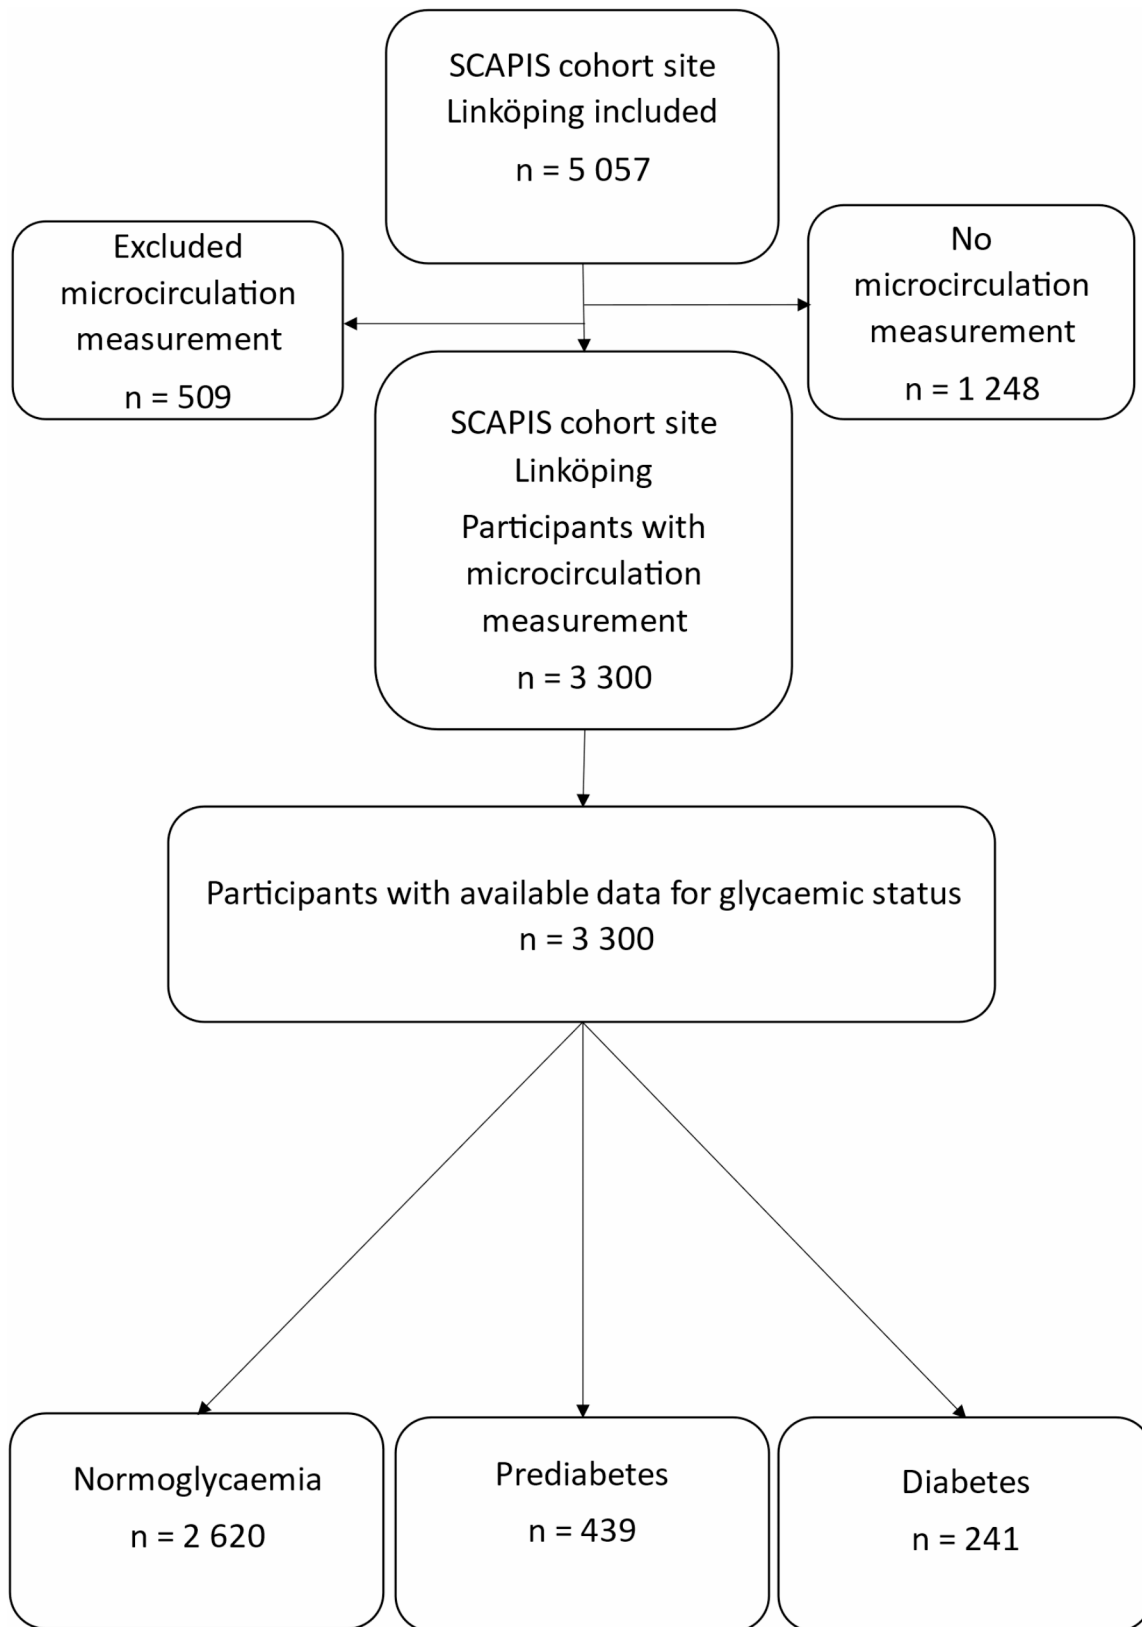 SCAPIS cohort site
Linköping included
n = 5 057
Excluded
microcirculation
measurement
n = 509
No
microcirculation
measurement
n = 1 248
SCAPIS cohort site
Linköping
Participants with
microcirculation
measurement
n = 3 300
Participants with available data for glycaemic status
n = 3 300
Normoglycaemia
n = 2 620
Prediabetes
n = 439
Diabetes
n = 241